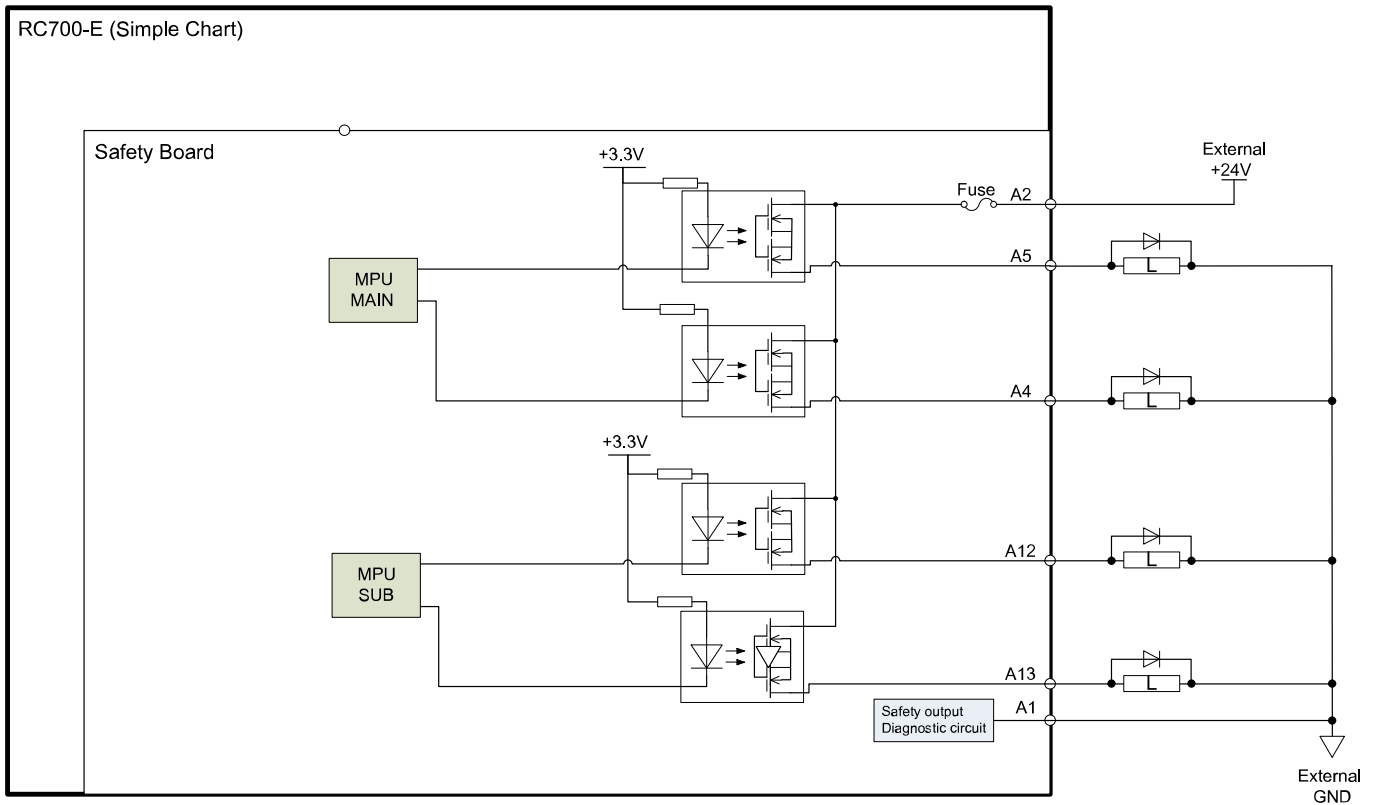 RC700-E (Simple Chart)
Safety Board
+3.3V
External
+24V
Fuse
A2
A5
L
MPU
MAIN
A4
L
+3.3V
A12
L
MPU
SUB
A13
L
Safety output
Diagnostic circuit
A1
External
GND